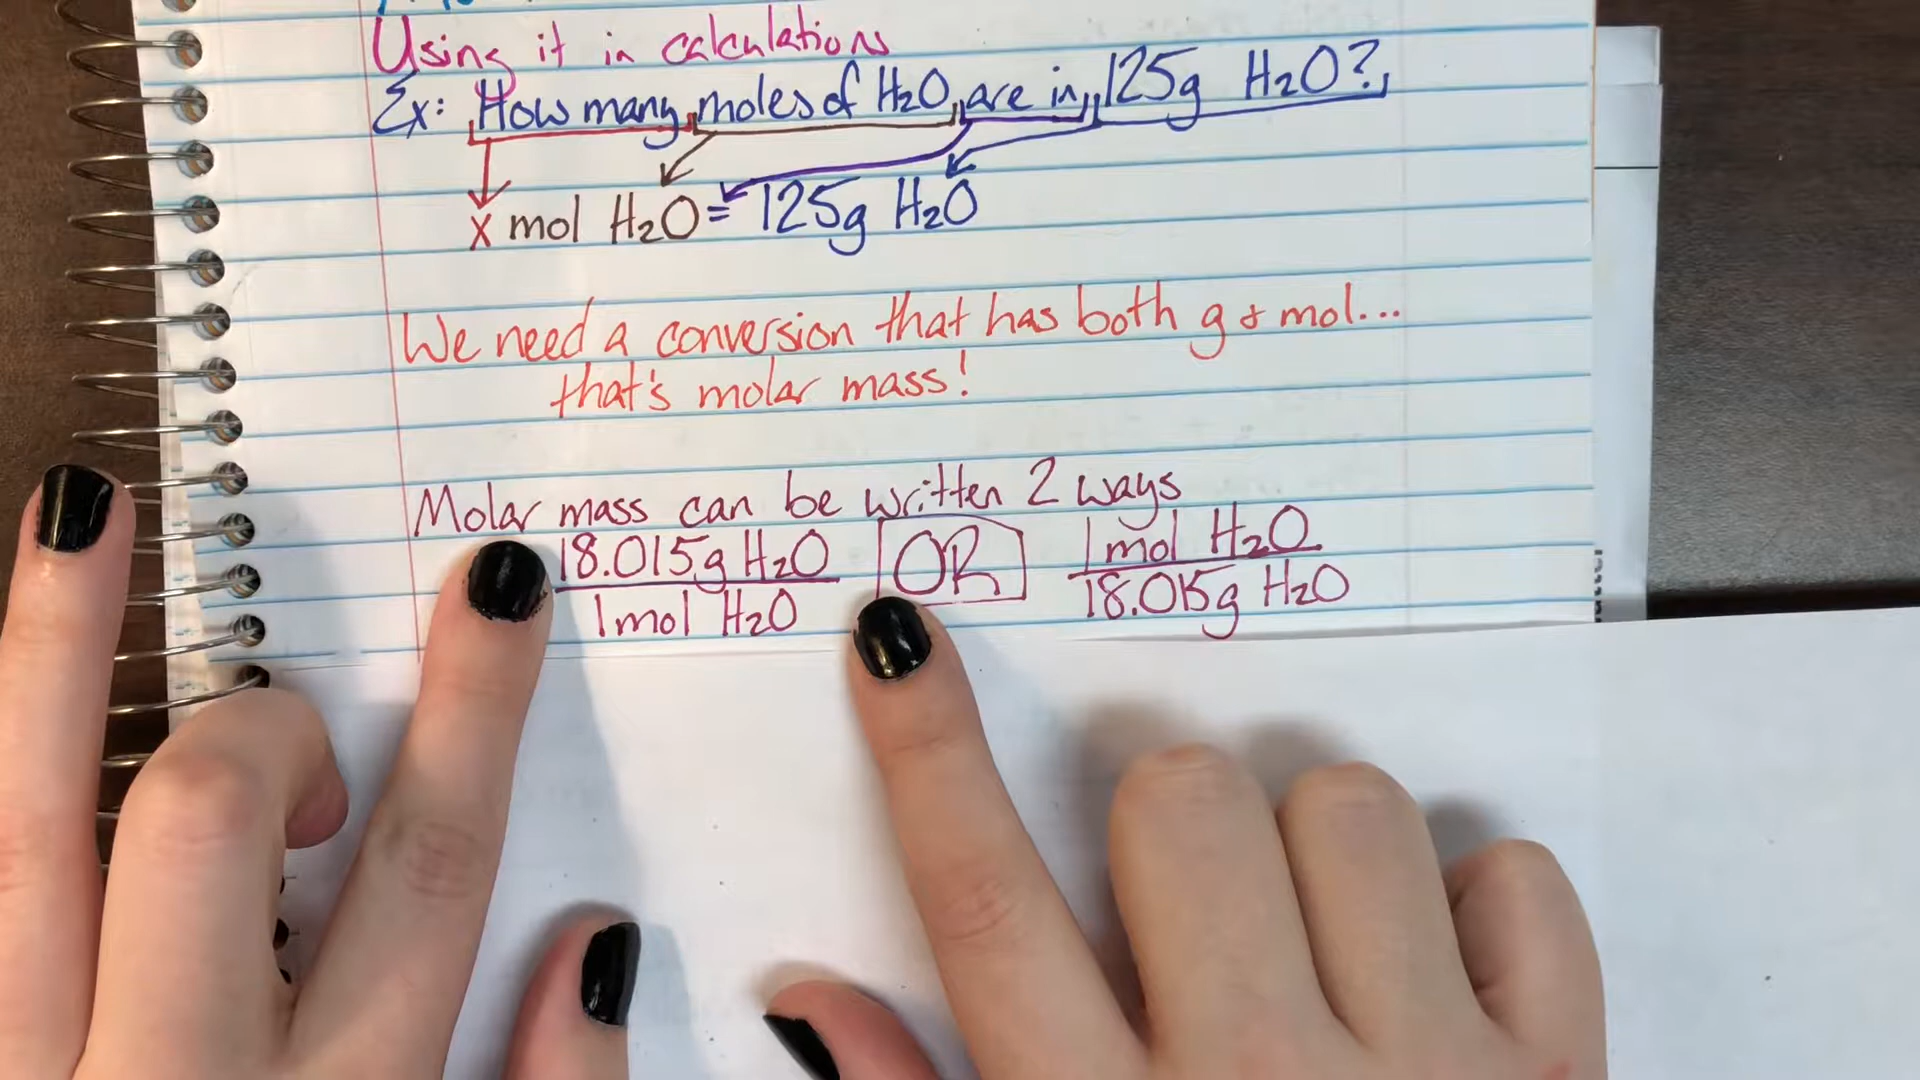 Using it in calculations
Ex: How many moles of H₂O are in 125g H₂O?
x mol H₂O = 125g H₂O
We need a conversion that has both g & mol...
that's molar mass!
Molar mass can be written 2 ways
18.015g H₂O OR 1mol H₂O
1mol H₂O 18.015g H₂O